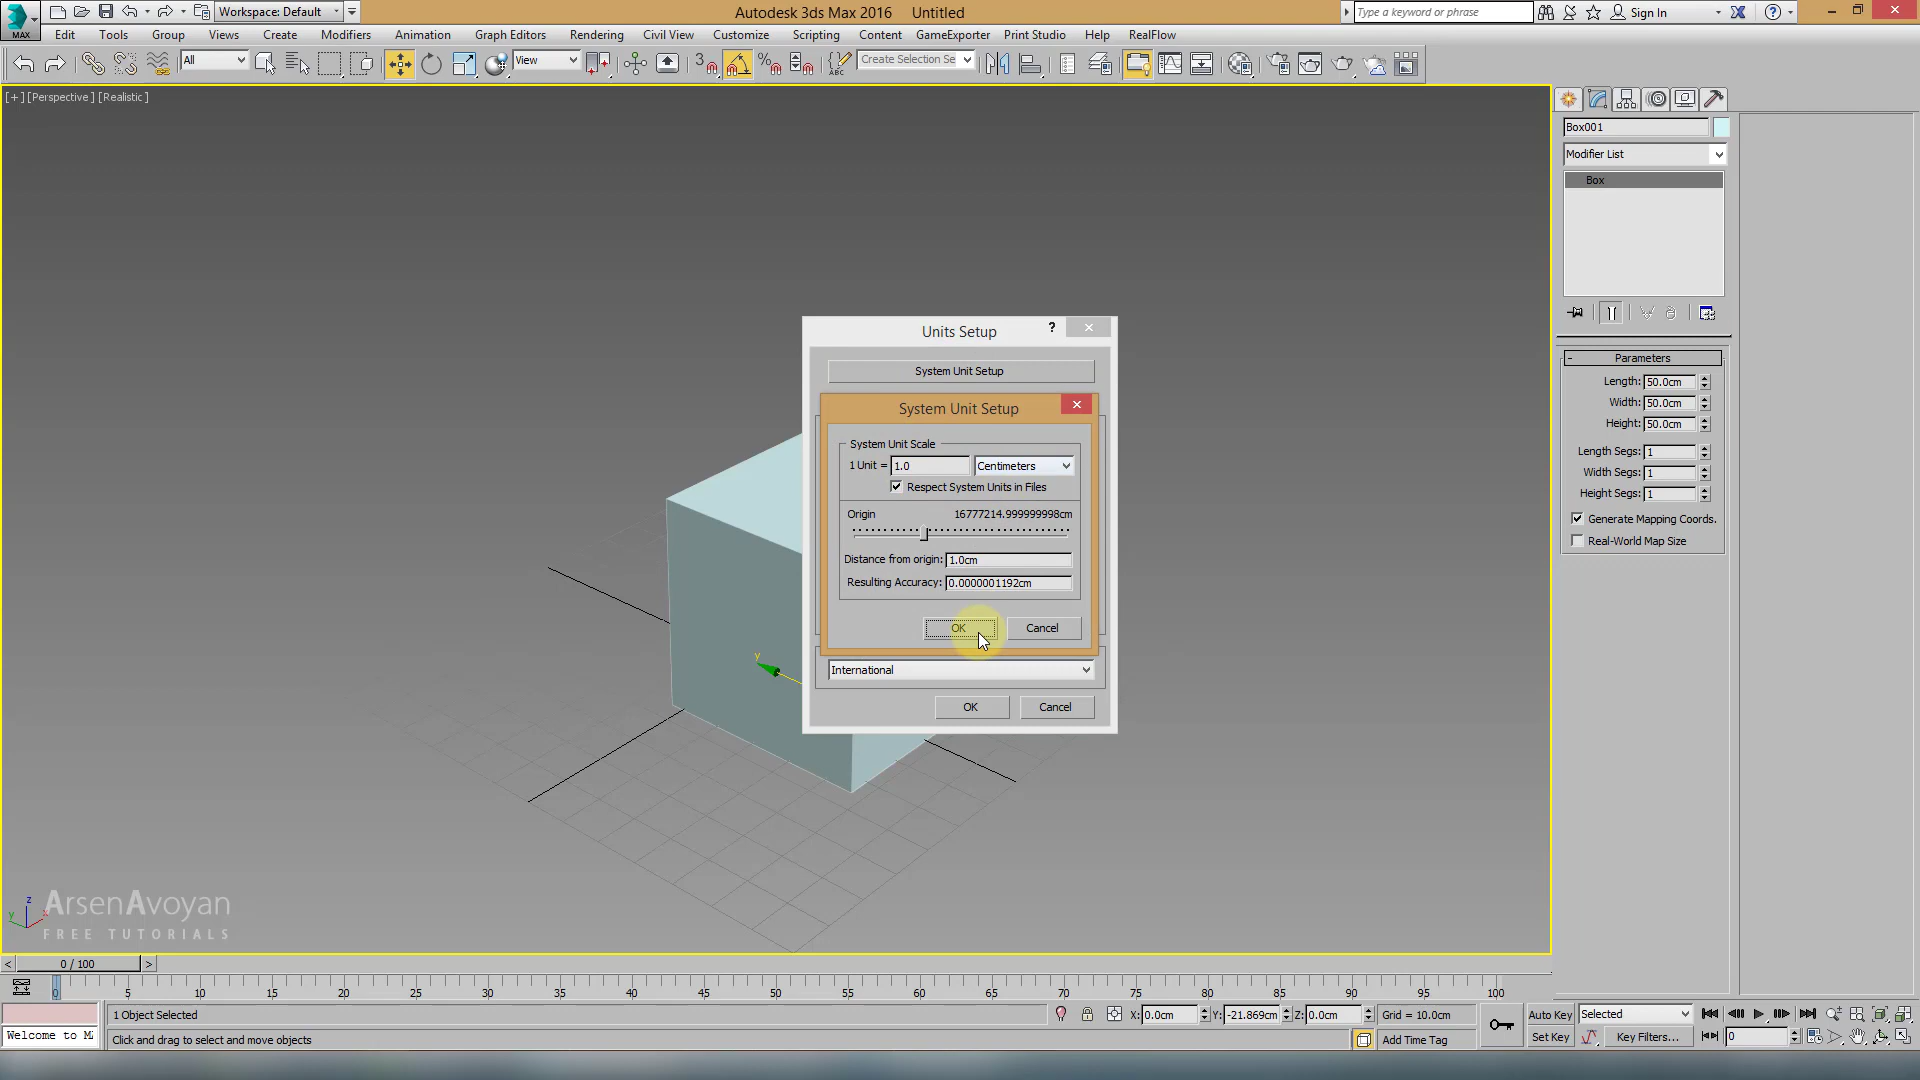 MAX
Workspace: Default
Autodesk 3ds Max 2016 Untitled
Type a keyword or phrase
Sign In
Edit Tools Group Views Create Modifiers Animation Graph Editors Rendering Civil View Customize Scripting Content GameExporter Print Studio Help RealFlow
All
View
3
ABC
Create Selection Se
[+] [Perspective] [Realistic]
Box001
Modifier List
Box
Parameters
Length: 50.0cm
Width: 50.0cm
Height: 50.0cm
Length Segs: 1
Width Segs: 1
Height Segs: 1
Generate Mapping Coords.
Real-World Map Size
Units Setup
System Unit Setup
System Unit Setup
System Unit Scale
1 Unit = 1.0 Centimeters
Respect System Units in Files
Origin 16777214.999999998cm
Distance from origin: 1.0cm
Resulting Accuracy: 0.0000001192cm
OK Cancel
International
OK Cancel
y
z
y
x
ArsenAvoyan
FREE TUTORIALS
< 0 / 100 >
0 5 10 15 20 25 30 35 40 45 50 55 60 65 70 75 80 85 90 95 100
1 Object Selected
X: 0.0cm Y: -21.869cm Z: 0.0cm Grid = 10.0cm
Auto Key Selected
Welcome to M
Click and drag to select and move objects
Add Time Tag
Set Key Key Filters... 0